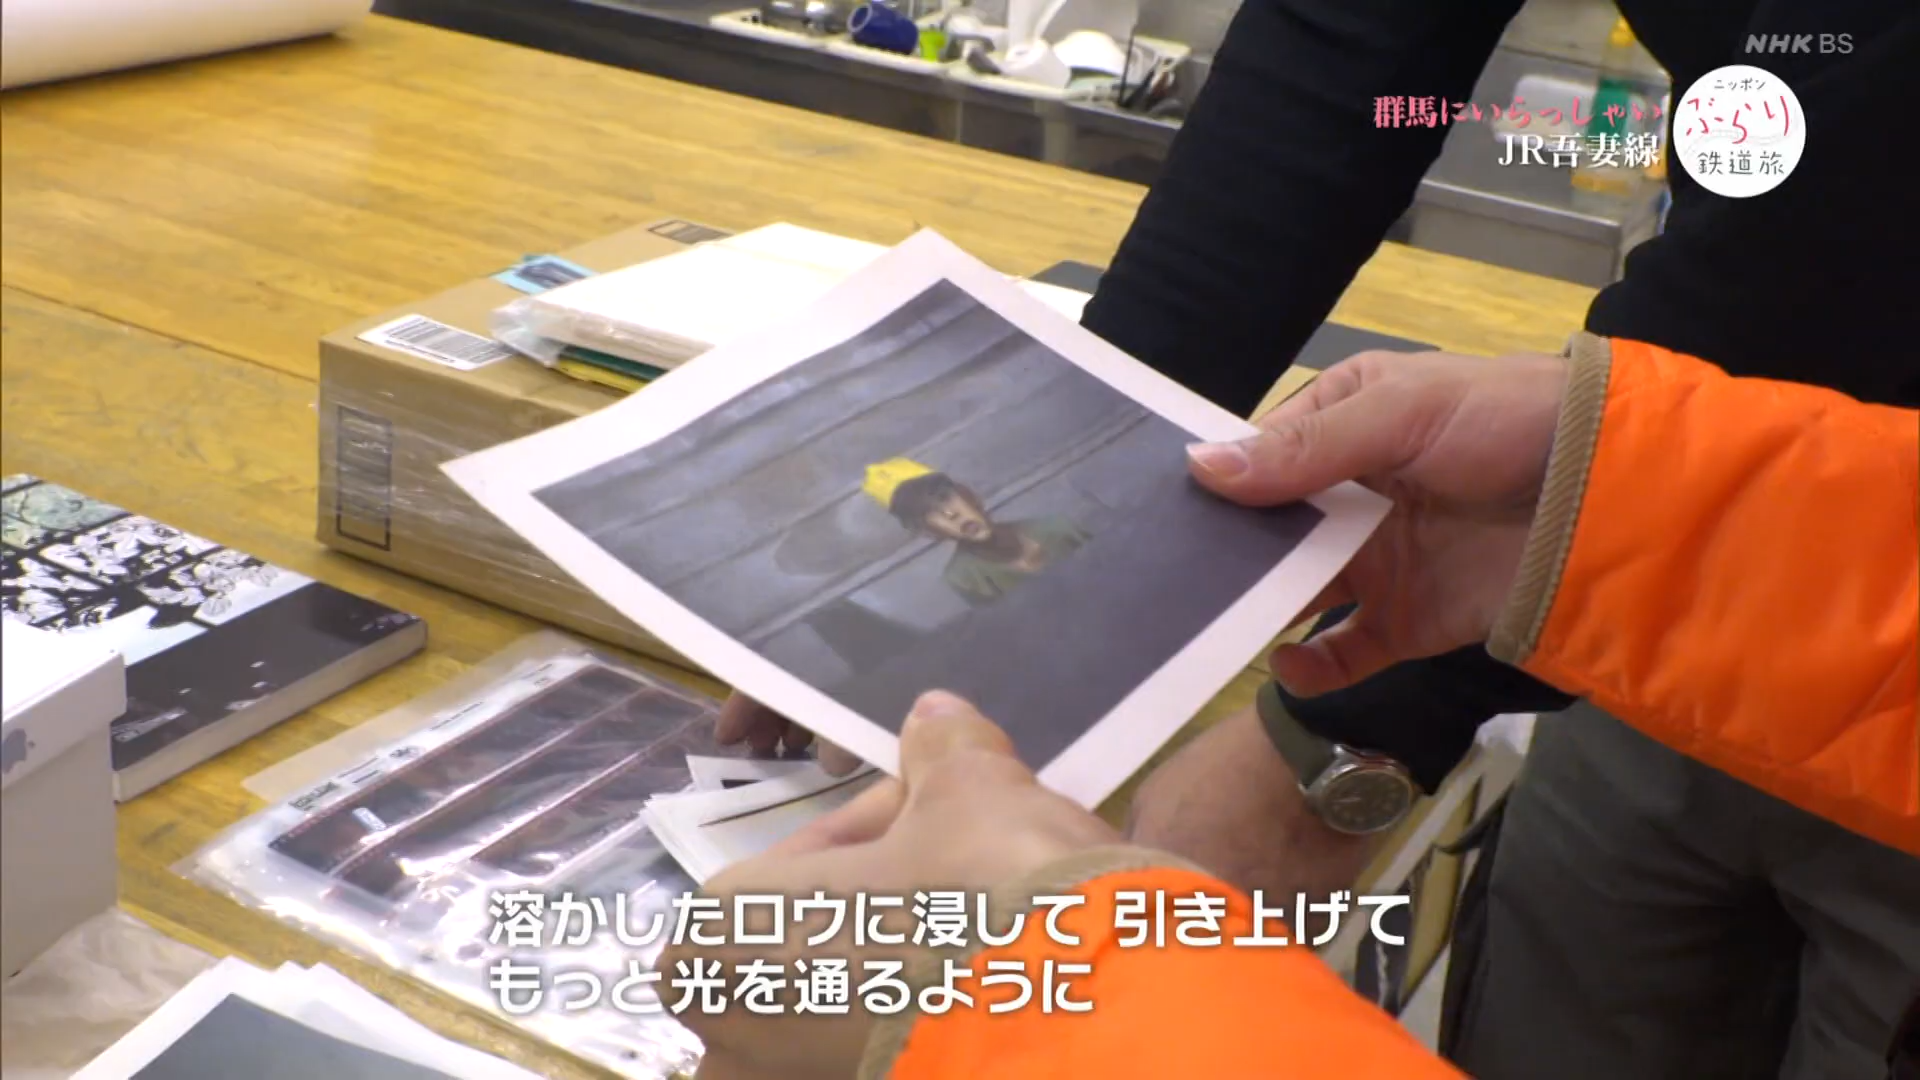 NHK BS
群馬にいらっしゃい
JR吾妻線
ニッポン
ぶらり
鉄道旅
溶かしたロウに浸して 引き上げて
もっと光を通るように